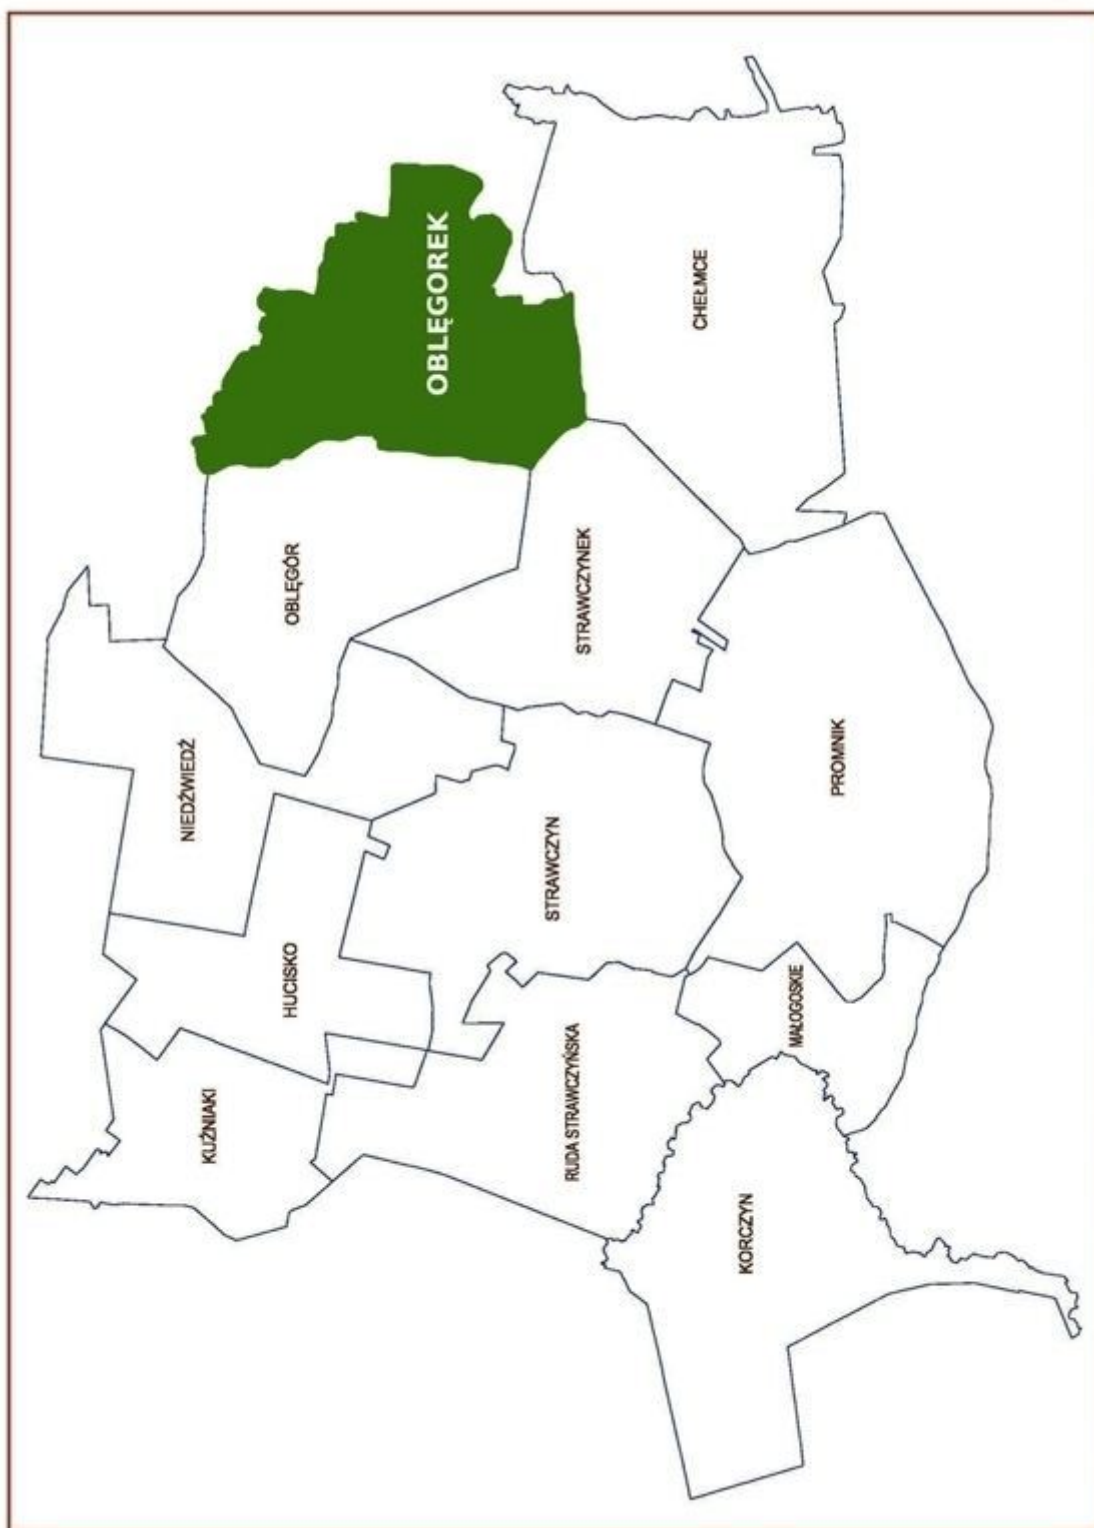 OBLĘGOREK
CHEŁMCE
OBLĘGÓR
STRAWCZYNEK
NIEDŹWIEDŹ
PROMNIK
STRAWCZYN
HUCISKO
MAŁOGOSKIE
KUŹNIAKI
RUDA STRAWCZYŃSKA
KORCZYN